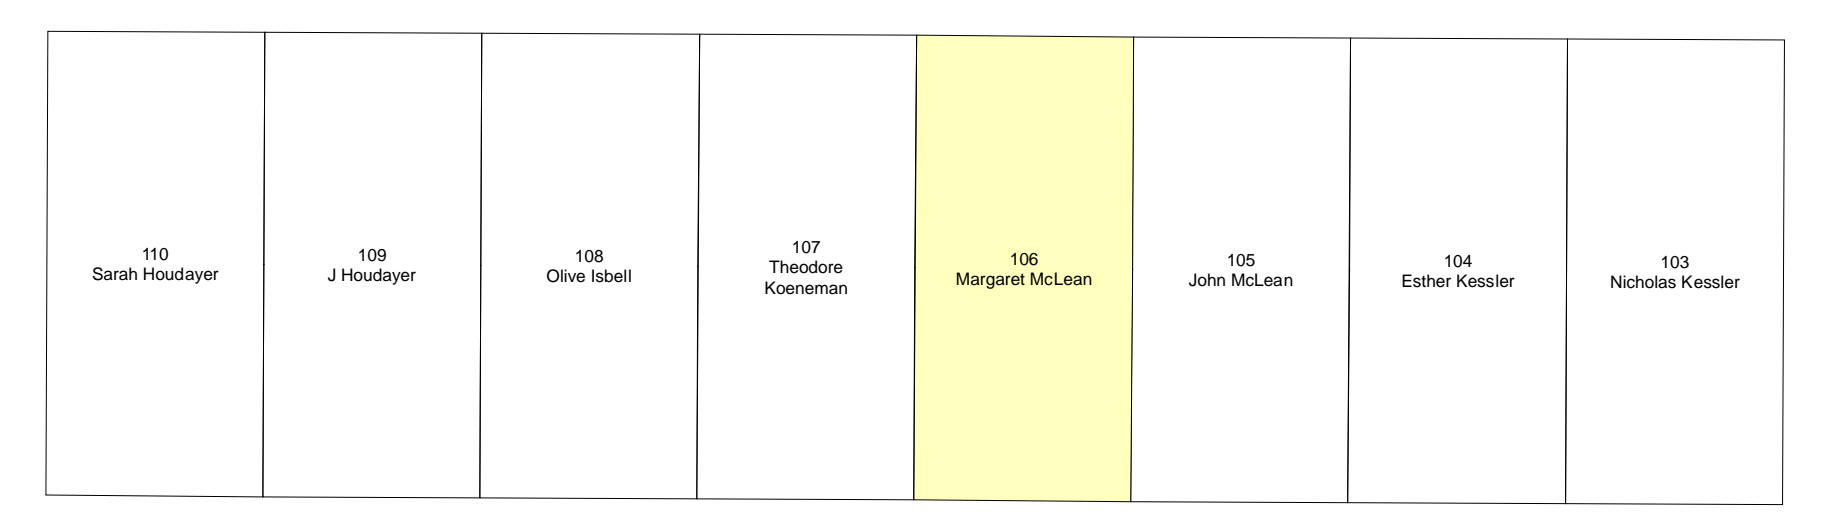 110
Sarah Houdayer
109
J Houdayer
108
Olive Isbell
107
Theodore
Koeneman
106
Margaret McLean
105
John McLean
104
Esther Kessler
103
Nicholas Kessler